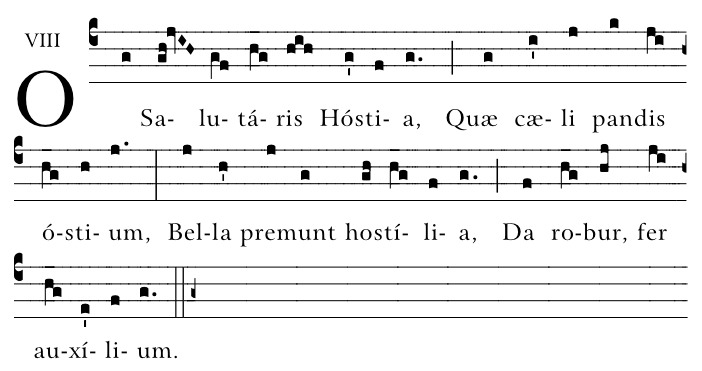 VIII
O Sa- lu- tá- ris Hósti- a, Quæ cæ- li pandis
ó-sti- um, Bel-la premunt hostí- li- a, Da ro-bur, fer
au-xí- li- um.